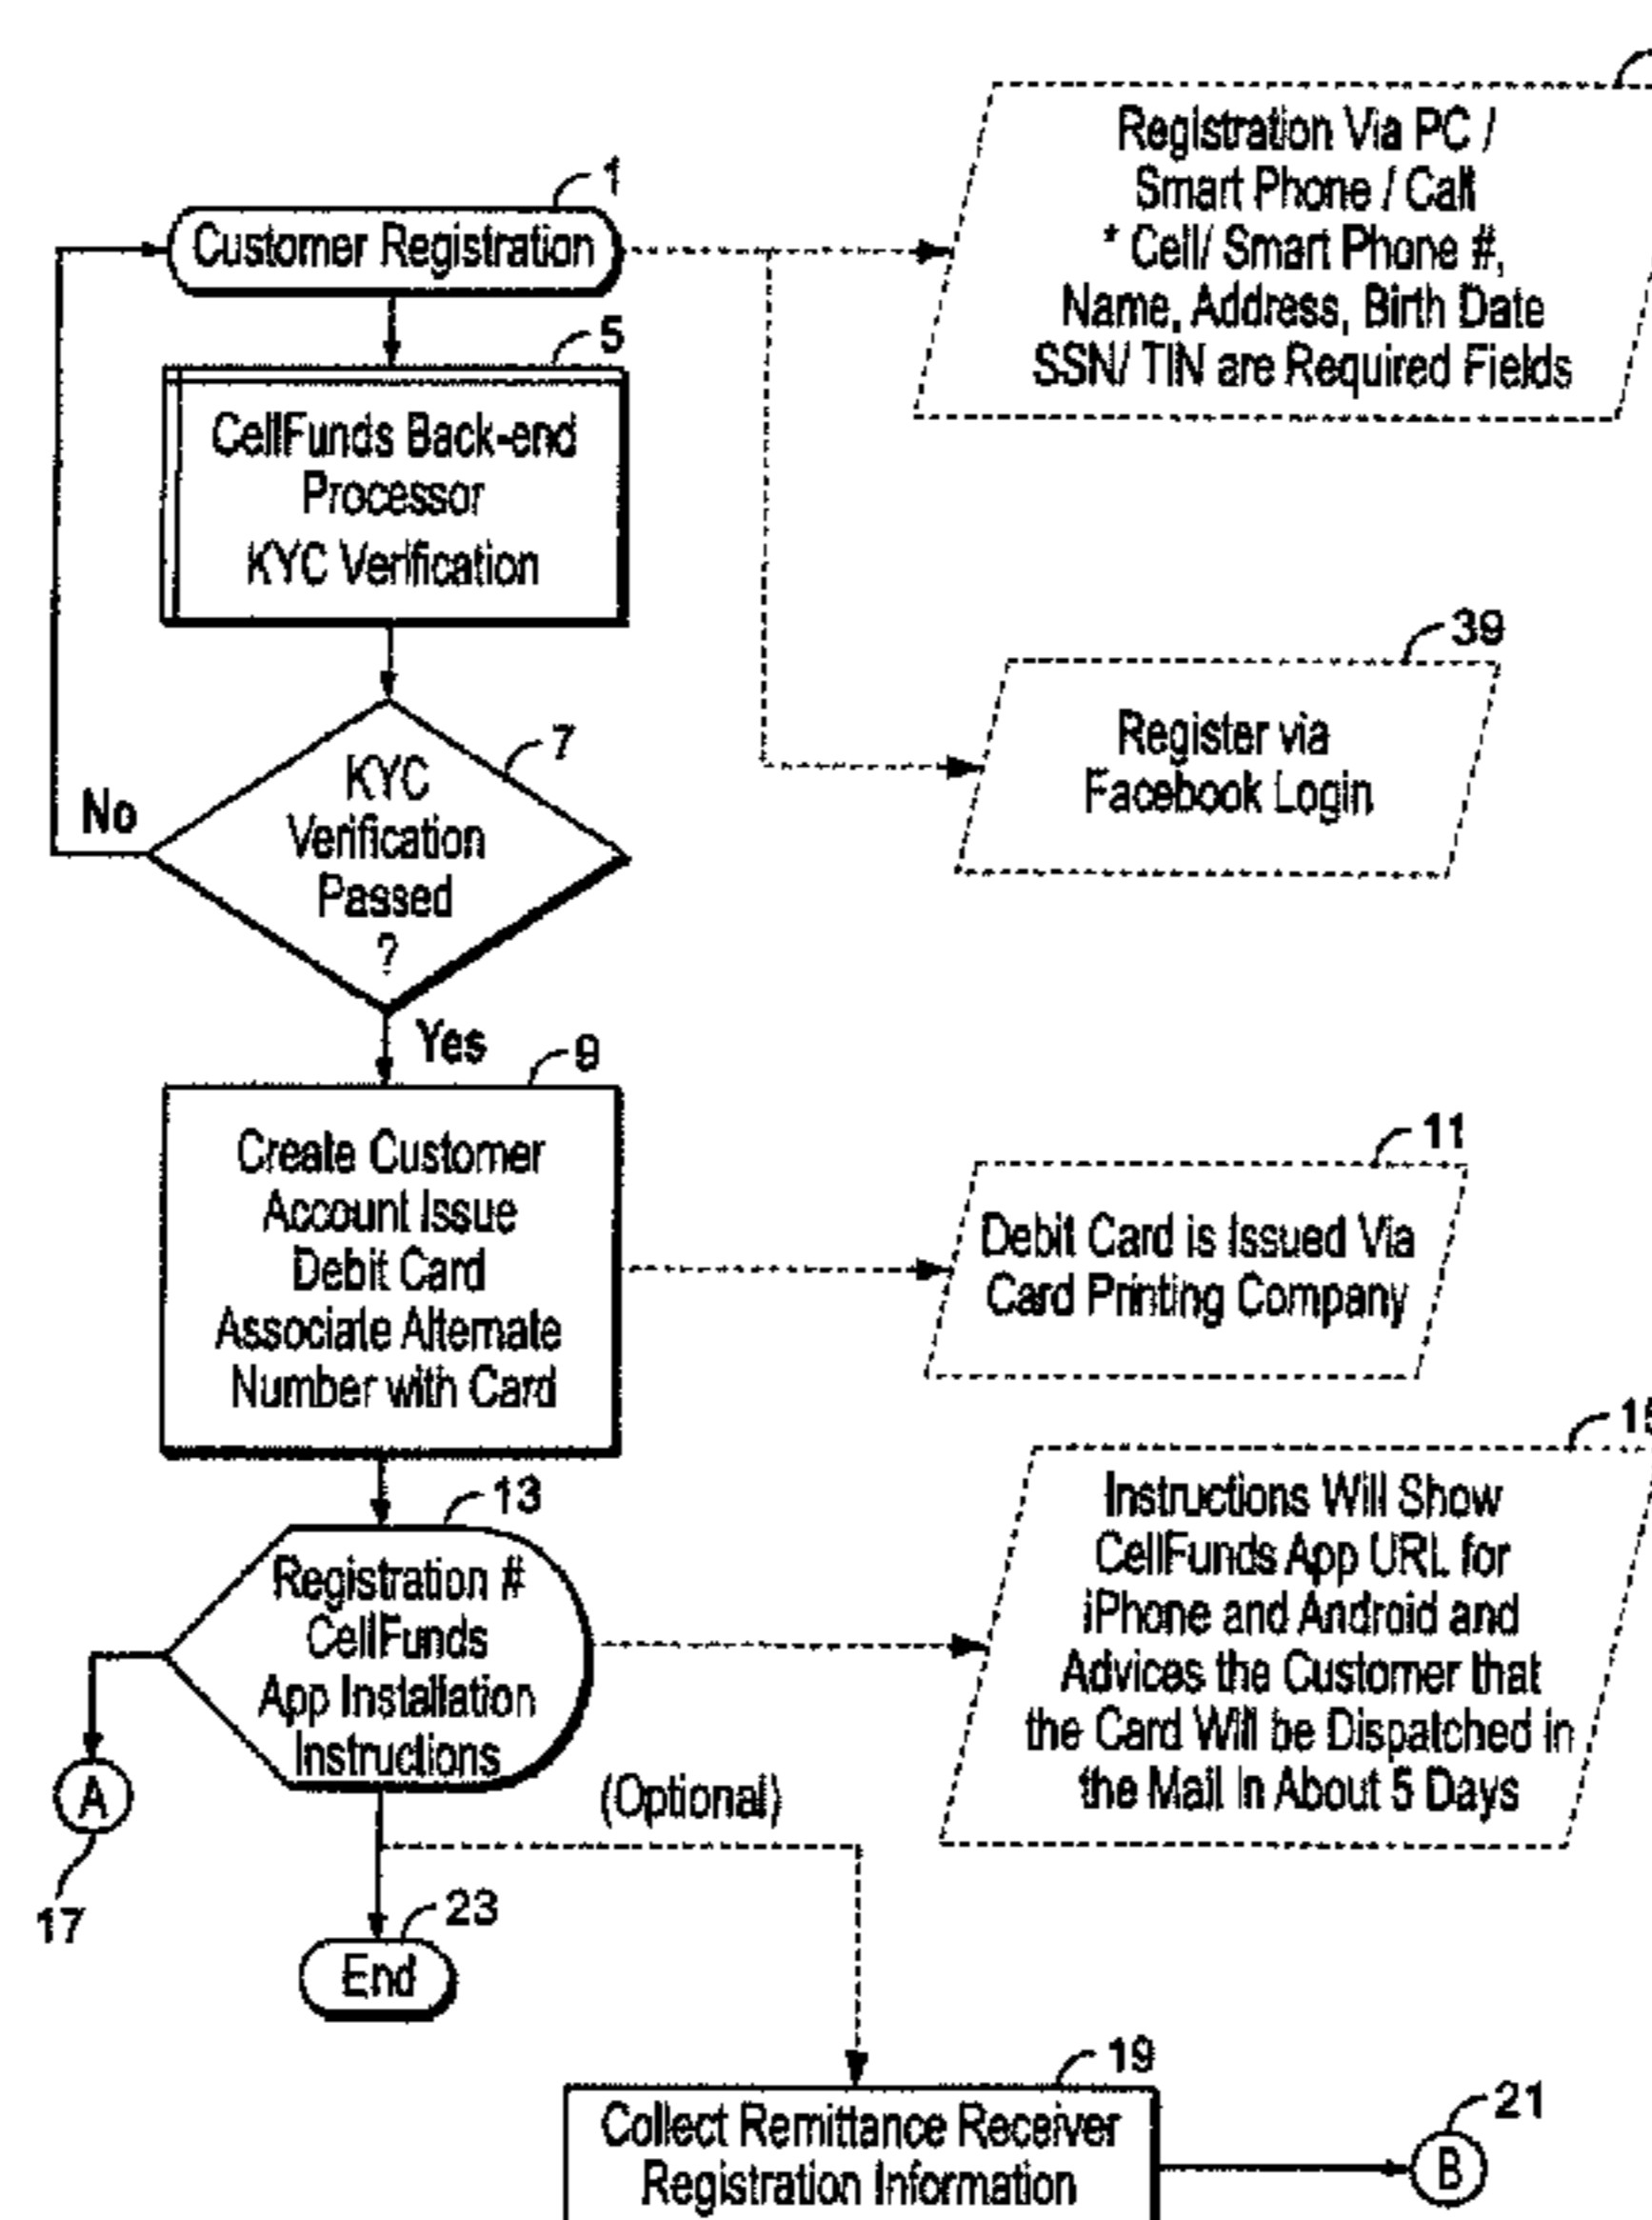 1
Customer Registration
Registration Via PC /
Smart Phone / Call
* Cell/ Smart Phone #,
Name, Address, Birth Date
SSN/ TIN are Required Fields
5
CellFunds Back-end
Processor
KYC Verification
39
Register via
Facebook Login
7
KYC
Verification
Passed
?
No
Yes
9
Create Customer
Account Issue
Debit Card
Associate Alternate
Number with Card
11
Debit Card is Issued Via
Card Printing Company
13
Registration #
CellFunds
App Installation
Instructions
15
Instructions Will Show
CellFunds App URL for
iPhone and Android and
Advices the Customer that
the Card Will be Dispatched in
the Mail In About 5 Days
A
17
(Optional)
23
End
19
Collect Remittance Receiver
Registration Information
21
B